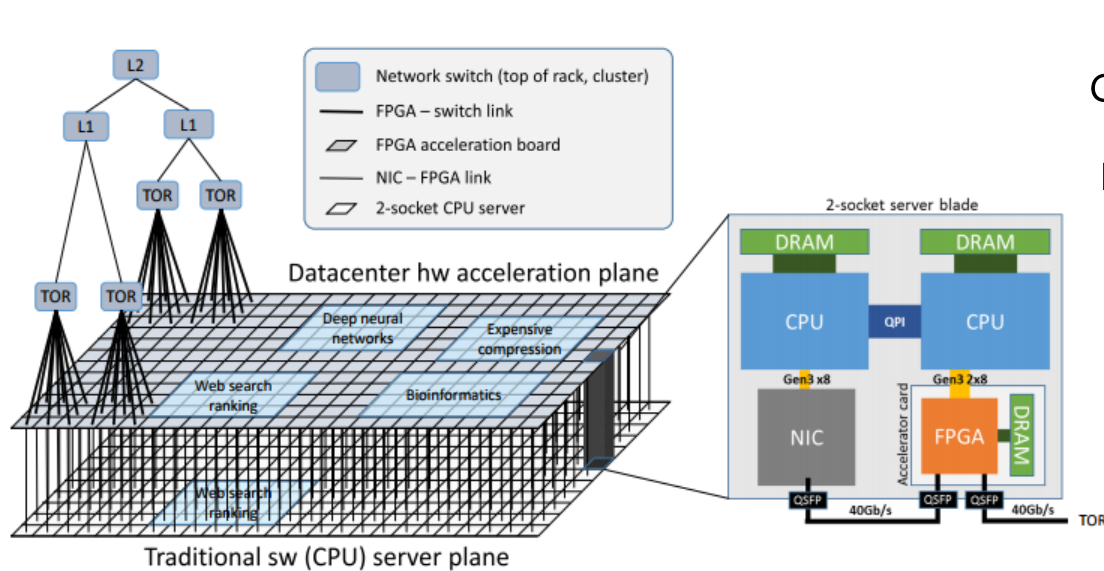 L2
L1
L1
TOR
TOR
TOR
TOR
Network switch (top of rack, cluster)
FPGA – switch link
FPGA acceleration board
NIC – FPGA link
2-socket CPU server
Datacenter hw acceleration plane
Deep neural
networks
Expensive
compression
Web search
ranking
Bioinformatics
Web search
ranking
Traditional sw (CPU) server plane
2-socket server blade
DRAM
DRAM
CPU
QPI
CPU
Gen3 x8
Gen3 2x8
NIC
Accelerator card
FPGA
DRAM
QSFP
QSFP
QSFP
40Gb/s
40Gb/s
TOR